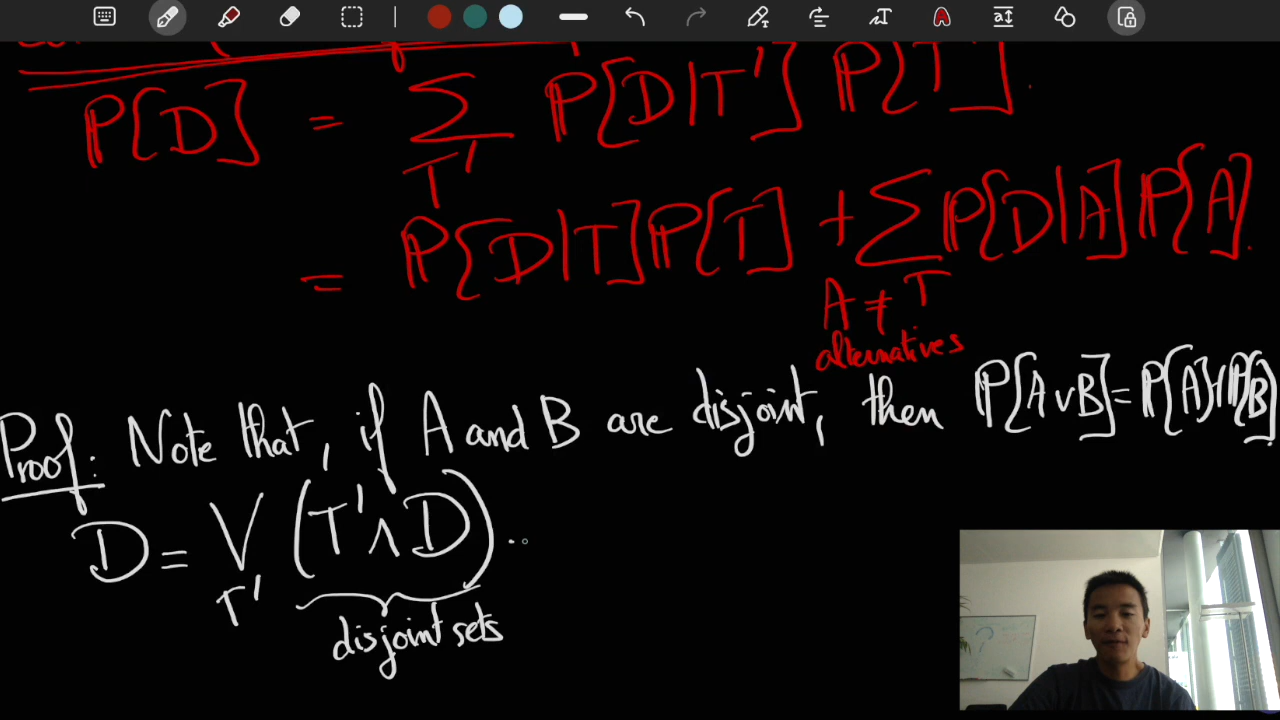 P[D] = Σ P[D|T'] P[T'].
T'
= P[D|T] P[T] + Σ P[D|A] P[A].
A ≠ T
alternatives
Proof: Note that, if A and B are disjoint, then P[A∨B] = P[A]+P[B]
D = V (T' ∧ D).
T'
disjoint sets